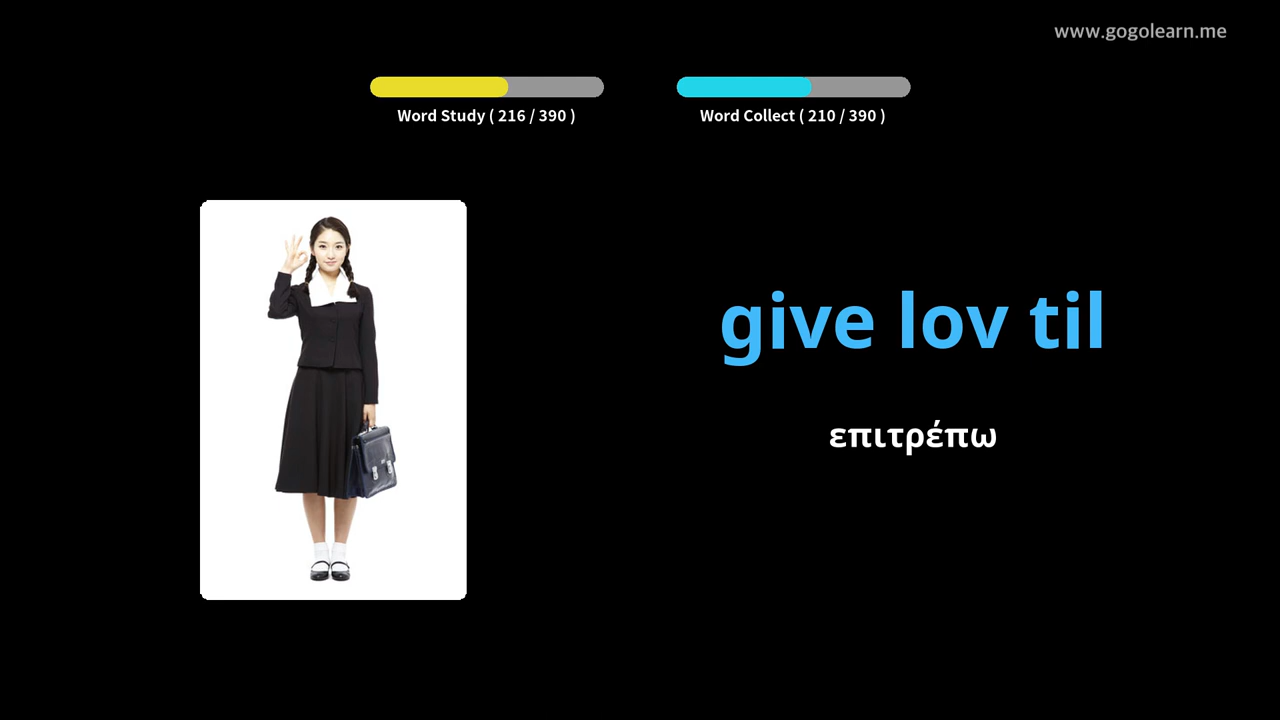 www.gogolearn.me
Word Study ( 216 / 390 )
Word Collect ( 210 / 390 )
give lov til
επιτρέπω